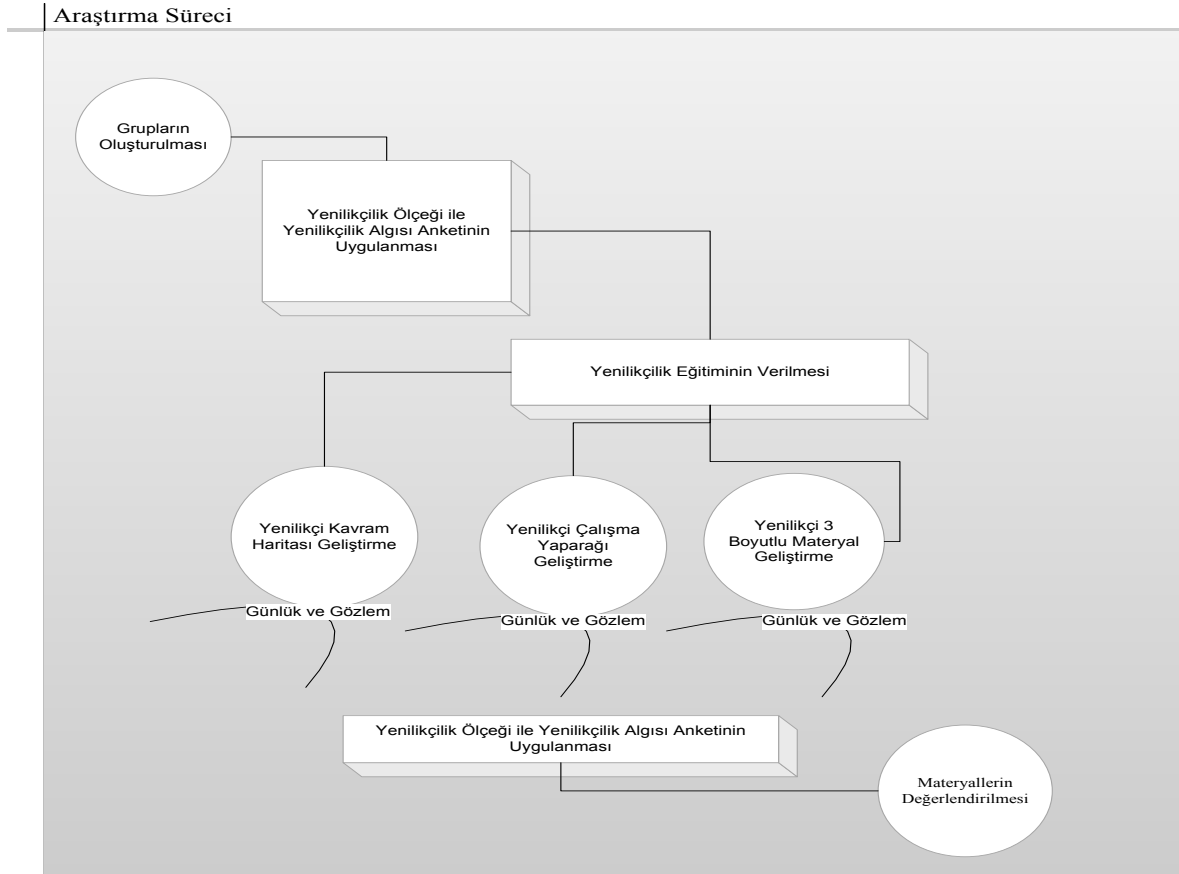 Araştırma Süreci
Grupların
Oluşturulması
Yenilikçilik Ölçeği ile
Yenilikçilik Algısı Anketinin
Uygulanması
Yenilikçilik Eğitiminin Verilmesi
Yenilikçi Kavram
Haritası Geliştirme
Yenilikçi Çalışma
Yaparağı
Geliştirme
Yenilikçi 3
Boyutlu Materyal
Geliştirme
Günlük ve Gözlem
Günlük ve Gözlem
Günlük ve Gözlem
Yenilikçilik Ölçeği ile Yenilikçilik Algısı Anketinin
Uygulanması
Materyallerin
Değerlendirilmesi